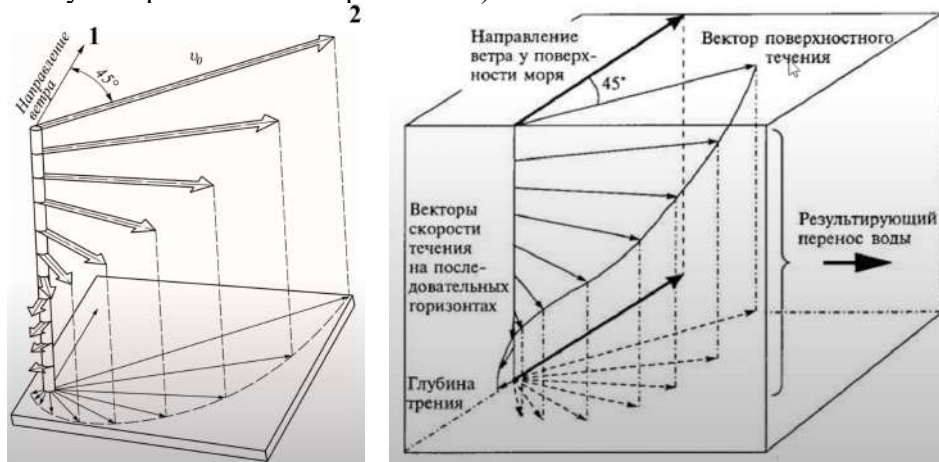 1
2
Направление
ветра
45°
υ₀
Направление
ветра у поверх-
ности моря
45°
Вектор поверхностного
течения
Векторы
скорости
течения
на после-
довательных
горизонтах
Глубина
трения
Результирующий
перенос воды